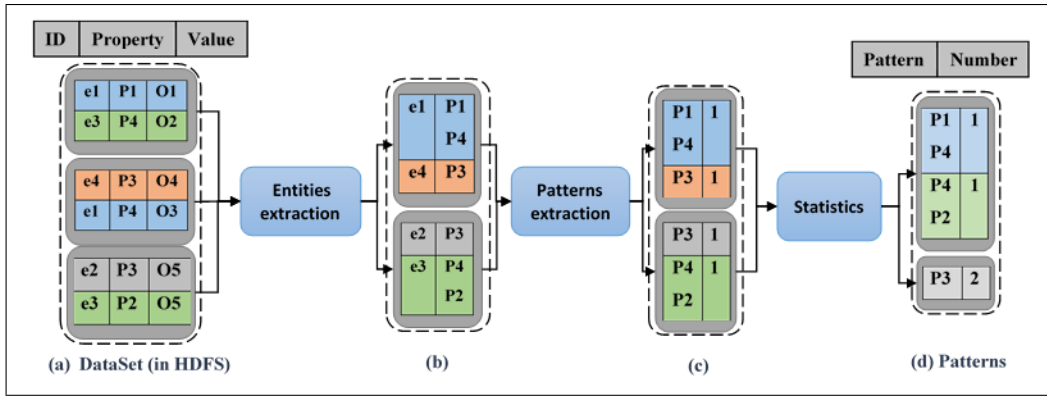 ID Property Value
e1 P1 O1
e3 P4 O2
e4 P3 O4
e1 P4 O3
e2 P3 O5
e3 P2 O5
(a) DataSet (in HDFS)
Entities
extraction
e1 P1
P4
e4 P3
e2 P3
e3 P4
P2
(b)
Patterns
extraction
P1 1
P4
P3 1
P3 1
P4 1
P2
(c)
Statistics
Pattern Number
P1 1
P4
P4 1
P2
P3 2
(d) Patterns